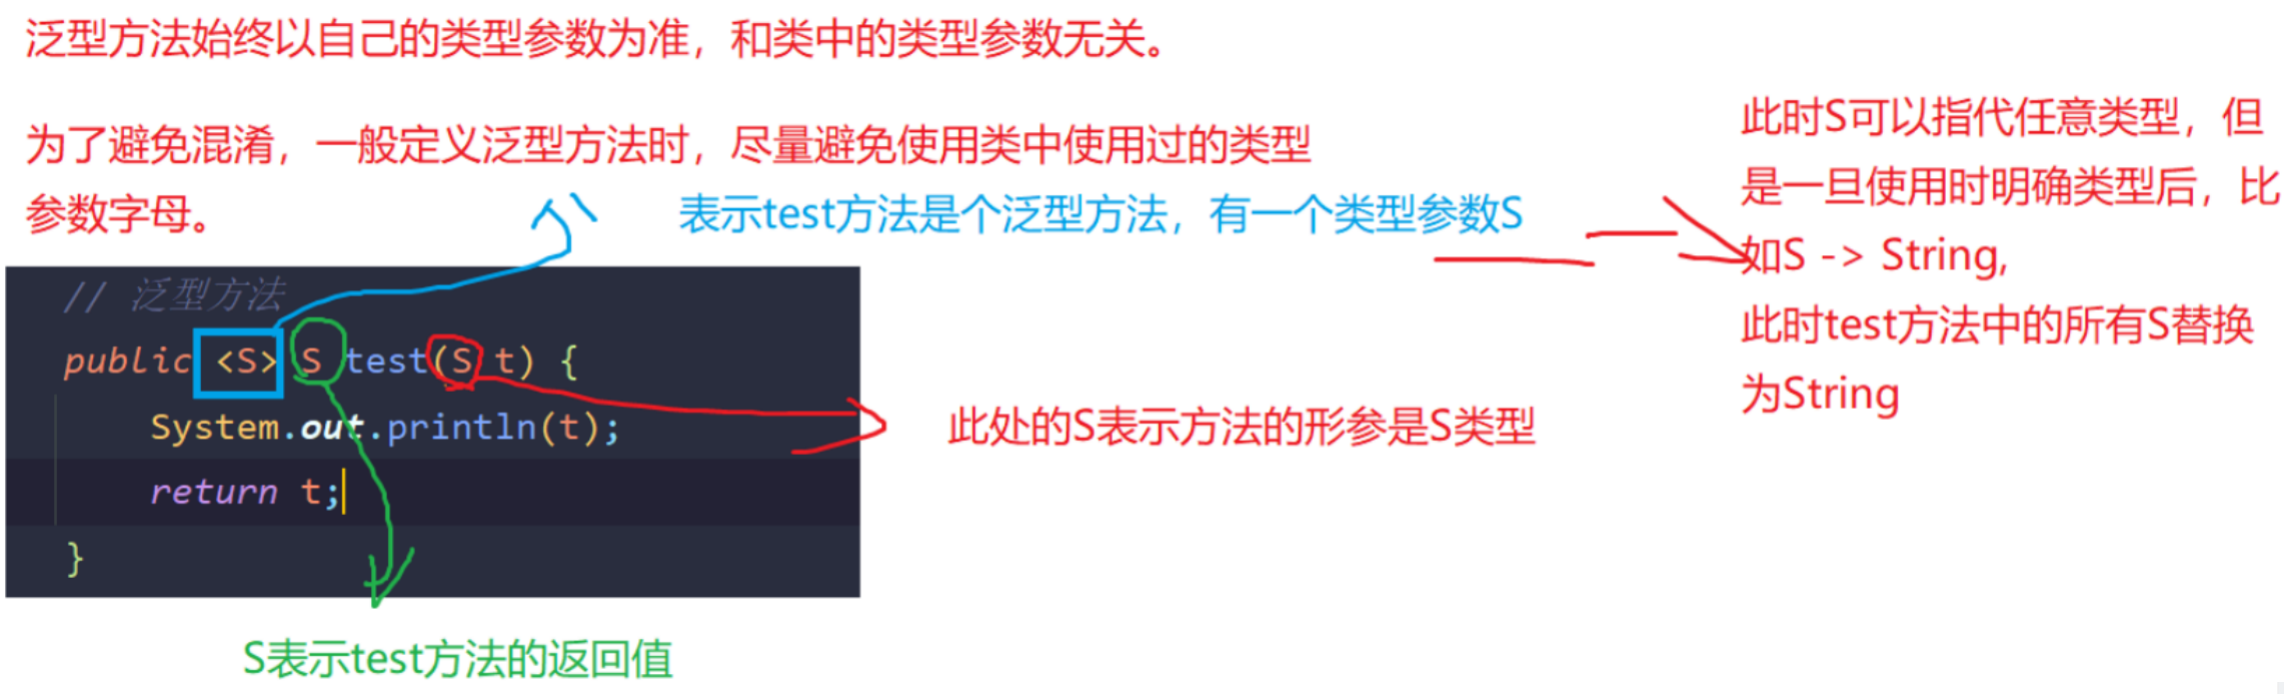 泛型方法始终以自己的类型参数为准，和类中的类型参数无关。
为了避免混淆，一般定义泛型方法时，尽量避免使用类中使用过的类型
参数字母。
表示test方法是个泛型方法，有一个类型参数S
此时S可以指代任意类型，但
是一旦使用时明确类型后，比
如S -> String,
此时test方法中的所有S替换
为String
// 泛型方法
public <S> S test(S t) {
System.out.println(t);
return t;
}
此处的S表示方法的形参是S类型
S表示test方法的返回值